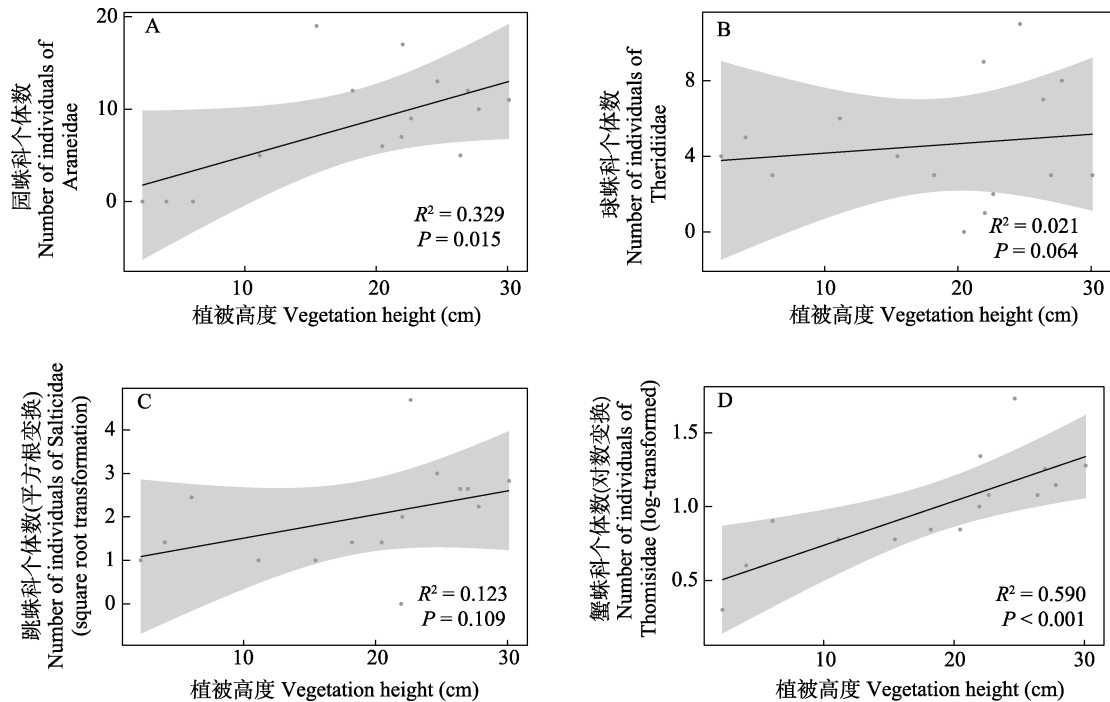 A
园蛛科个体数
Number of individuals of
Araneidae
20
10
0
R² = 0.329
P = 0.015
10
20
30
植被高度 Vegetation height (cm)
B
球蛛科个体数
Number of individuals of
Theridiidae
8
4
0
R² = 0.021
P = 0.064
10
20
30
植被高度 Vegetation height (cm)
C
跳蛛科个体数(平方根变换)
Number of individuals of Salticidae
(square root transformation)
4
3
2
1
0
R² = 0.123
P = 0.109
10
20
30
植被高度 Vegetation height (cm)
D
蟹蛛科个体数(对数变换)
Number of individuals of
Thomisidae (log-transformed)
1.5
1.0
0.5
R² = 0.590
P < 0.001
10
20
30
植被高度 Vegetation height (cm)